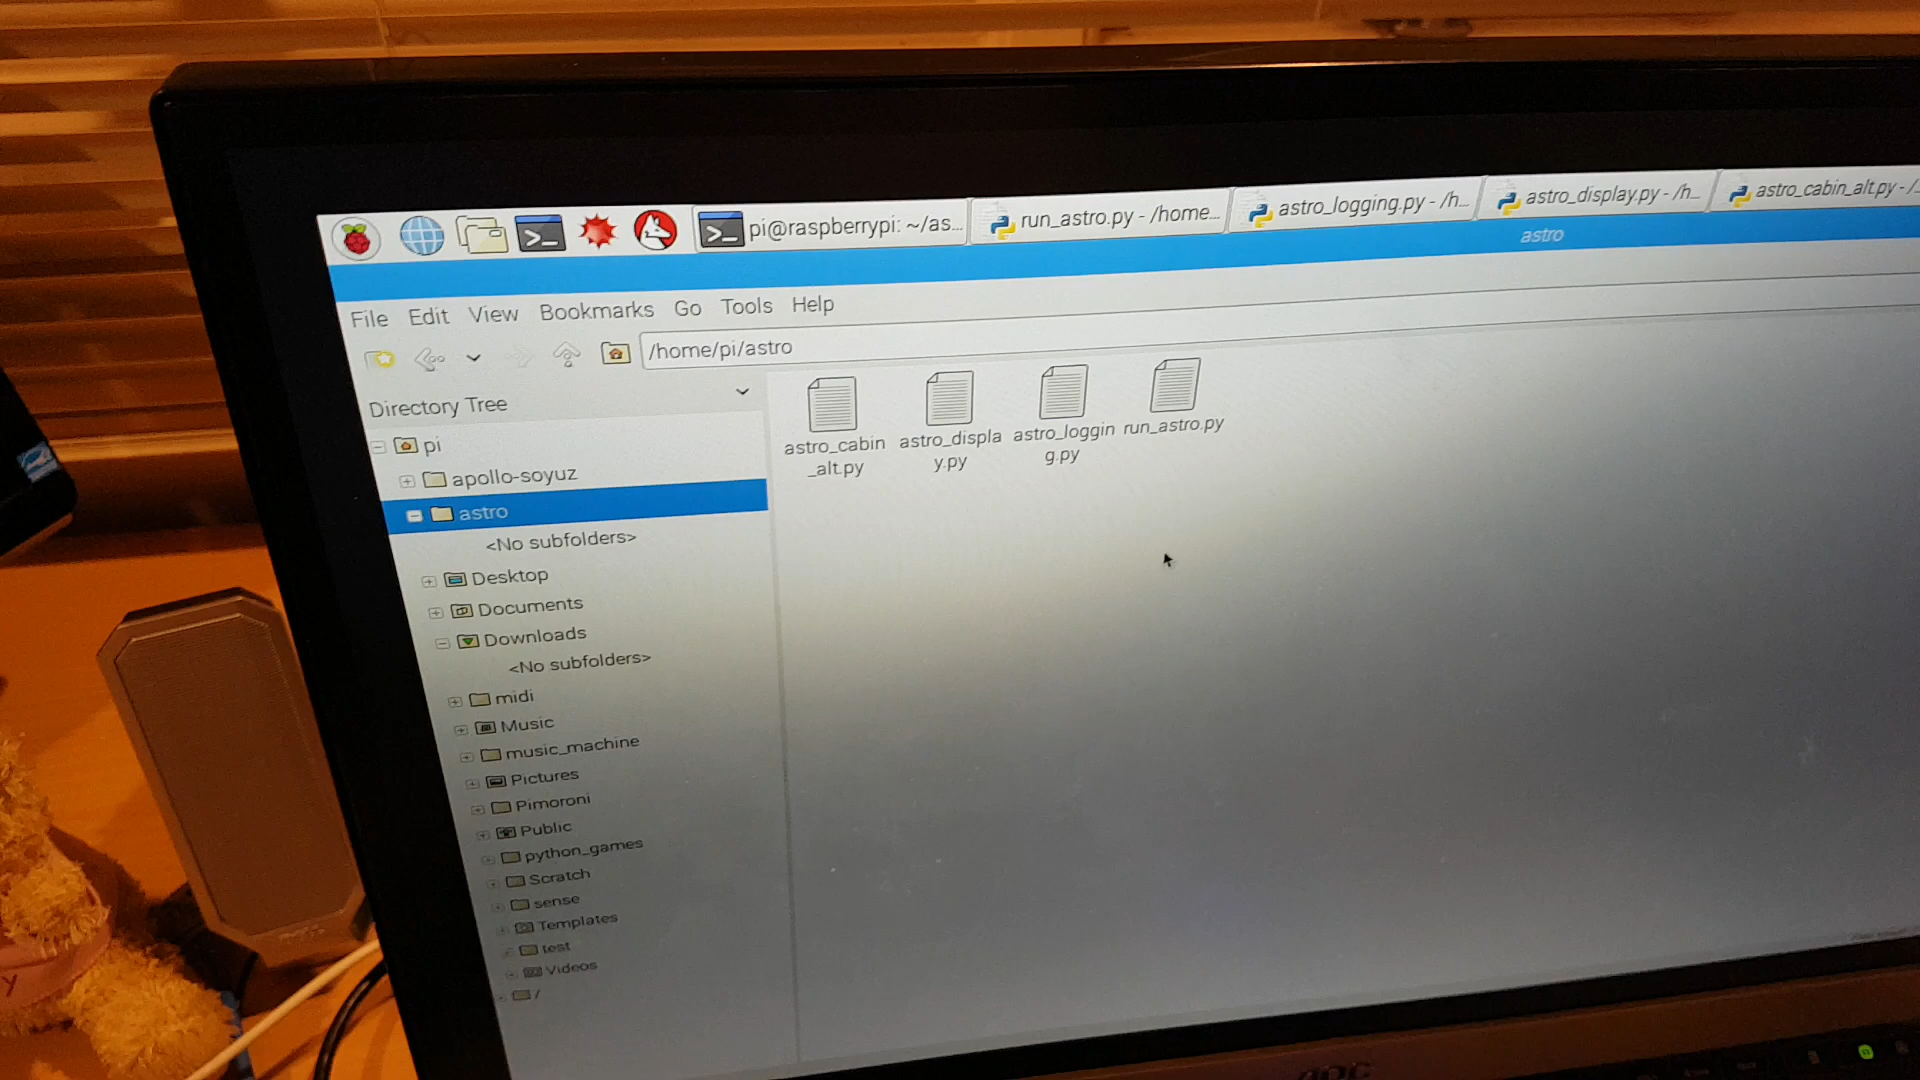 pi@raspberrypi: ~/as...
run_astro.py - /home...
astro_logging.py - /h...
astro_display.py - /h...
astro_cabin_alt.py - /
astro
File Edit View Bookmarks Go Tools Help
/home/pi/astro
Directory Tree
pi
apollo-soyuz
astro
<No subfolders>
Desktop
Documents
Downloads
<No subfolders>
midi
Music
music_machine
Pictures
Pimoroni
Public
python_games
Scratch
sense
Templates
test
Videos
/
astro_cabin
_alt.py
astro_displa
y.py
astro_loggin
g.py
run_astro.py
AOC
y